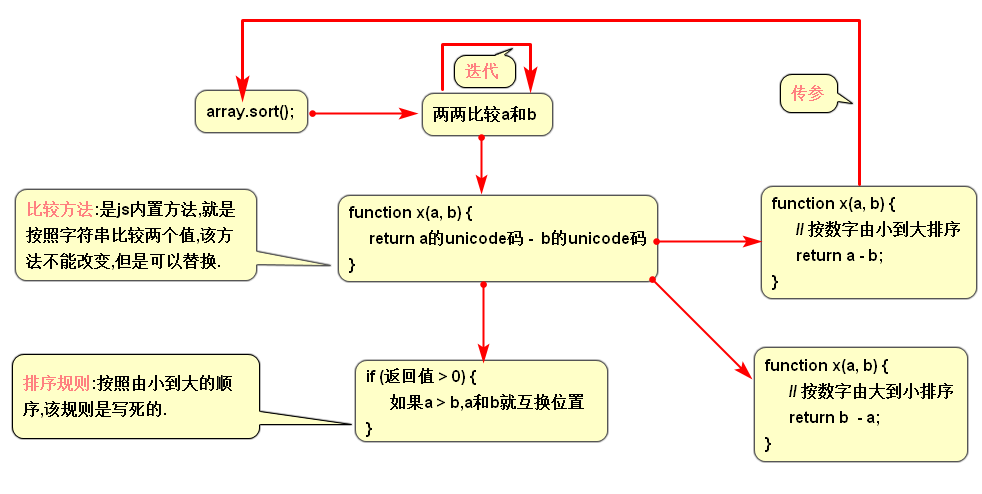 迭代
传参
array.sort();
两两比较a和b
比较方法:是js内置方法,就是
按照字符串比较两个值,该方
法不能改变,但是可以替换.
function x(a, b) {
return a的unicode码 - b的unicode码
}
function x(a, b) {
// 按数字由小到大排序
return a - b;
}
排序规则:按照由小到大的顺
序,该规则是写死的.
if (返回值 > 0) {
如果a > b,a和b就互换位置
}
function x(a, b) {
// 按数字由大到小排序
return b - a;
}